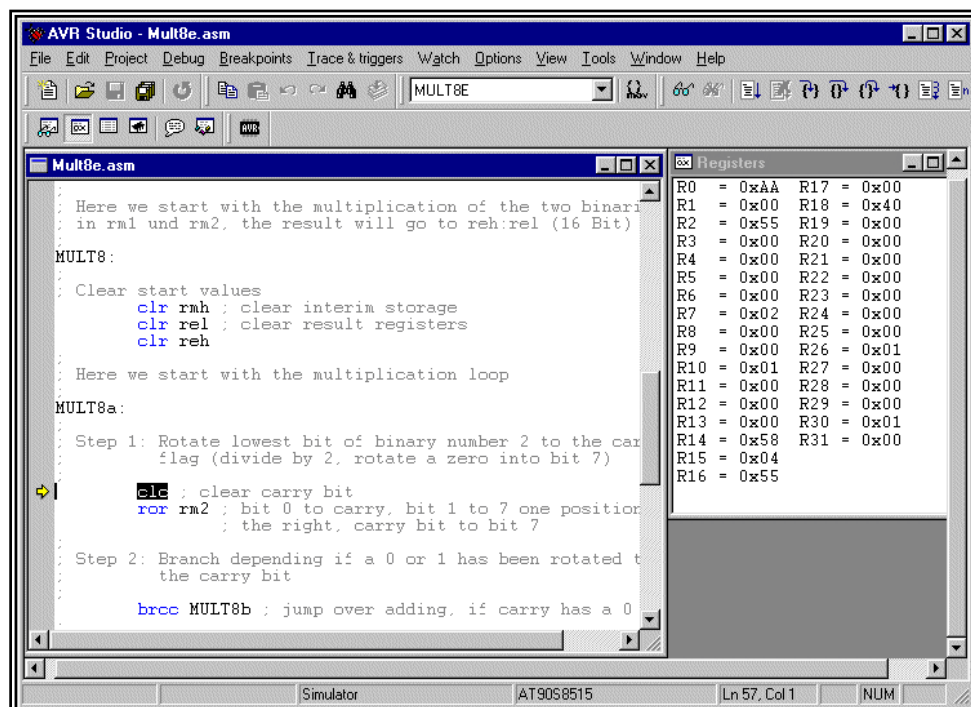 AVR Studio - Mult8e.asm
File Edit Project Debug Breakpoints Trace & triggers Watch Options View Tools Window Help
MULT8E
AVR
Mult8e.asm
;
; Here we start with the multiplication of the two binari
; in rm1 und rm2, the result will go to reh:rel (16 Bit)
;
MULT8:
;
; Clear start values
clr rmh ; clear interim storage
clr rel ; clear result registers
clr reh
;
; Here we start with the multiplication loop
;
MULT8a:
;
; Step 1: Rotate lowest bit of binary number 2 to the car
; flag (divide by 2, rotate a zero into bit 7)
;
clc ; clear carry bit
ror rm2 ; bit 0 to carry, bit 1 to 7 one position
; the right, carry bit to bit 7
;
; Step 2: Branch depending if a 0 or 1 has been rotated t
; the carry bit
;
brcc MULT8b ; jump over adding, if carry has a 0
Registers
R0 = 0xAA R17 = 0x00
R1 = 0x00 R18 = 0x40
R2 = 0x55 R19 = 0x00
R3 = 0x00 R20 = 0x00
R4 = 0x00 R21 = 0x00
R5 = 0x00 R22 = 0x00
R6 = 0x00 R23 = 0x00
R7 = 0x02 R24 = 0x00
R8 = 0x00 R25 = 0x00
R9 = 0x00 R26 = 0x01
R10 = 0x01 R27 = 0x00
R11 = 0x00 R28 = 0x00
R12 = 0x00 R29 = 0x00
R13 = 0x00 R30 = 0x01
R14 = 0x58 R31 = 0x00
R15 = 0x04
R16 = 0x55
Simulator AT90S8515 Ln 57, Col 1 NUM